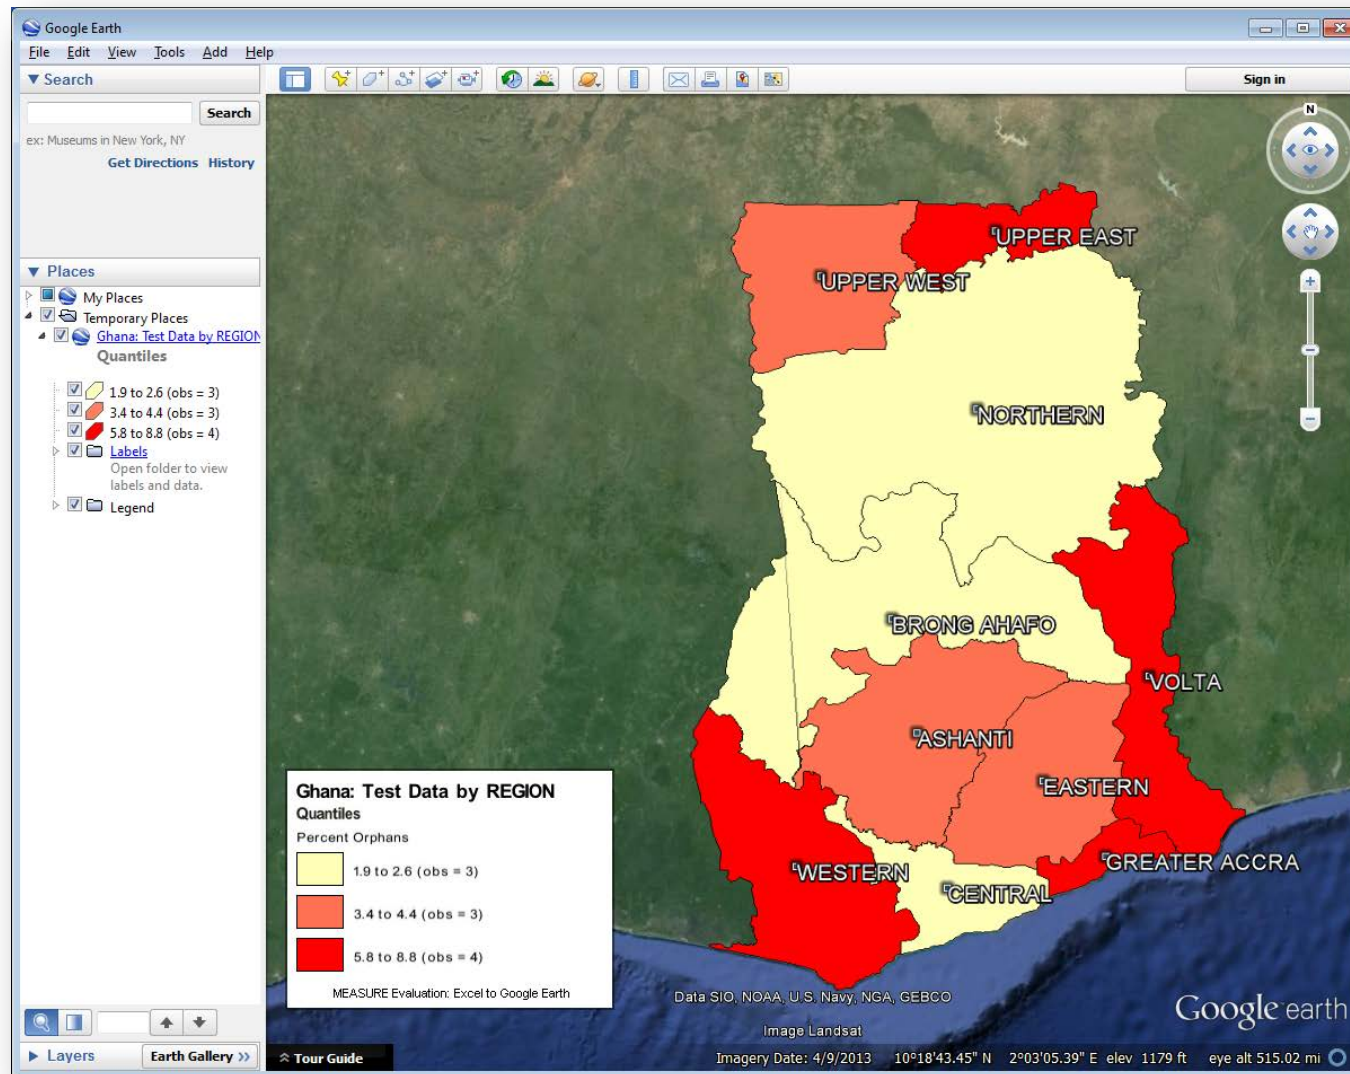 Google Earth
File Edit View Tools Add Help
Search
Sign in
Search
ex: Museums in New York, NY
Get Directions History
N
Places
My Places
Temporary Places
Ghana: Test Data by REGION
Quantiles
1.9 to 2.6 (obs = 3)
3.4 to 4.4 (obs = 3)
5.8 to 8.8 (obs = 4)
Labels
Open folder to view
labels and data.
Legend
UPPER EAST
UPPER WEST
NORTHERN
BRONG AHAFO
VOLTA
ASHANTI
EASTERN
GREATER ACCRA
WESTERN
CENTRAL
Ghana: Test Data by REGION
Quantiles
Percent Orphans
1.9 to 2.6 (obs = 3)
3.4 to 4.4 (obs = 3)
5.8 to 8.8 (obs = 4)
MEASURE Evaluation: Excel to Google Earth
Data SIO, NOAA, U.S. Navy, NGA, GEBCO
Image Landsat
Google earth
Layers
Earth Gallery >>
Tour Guide
Imagery Date: 4/9/2013 10°18'43.45" N 2°03'05.39" E elev 1179 ft eye alt 515.02 mi